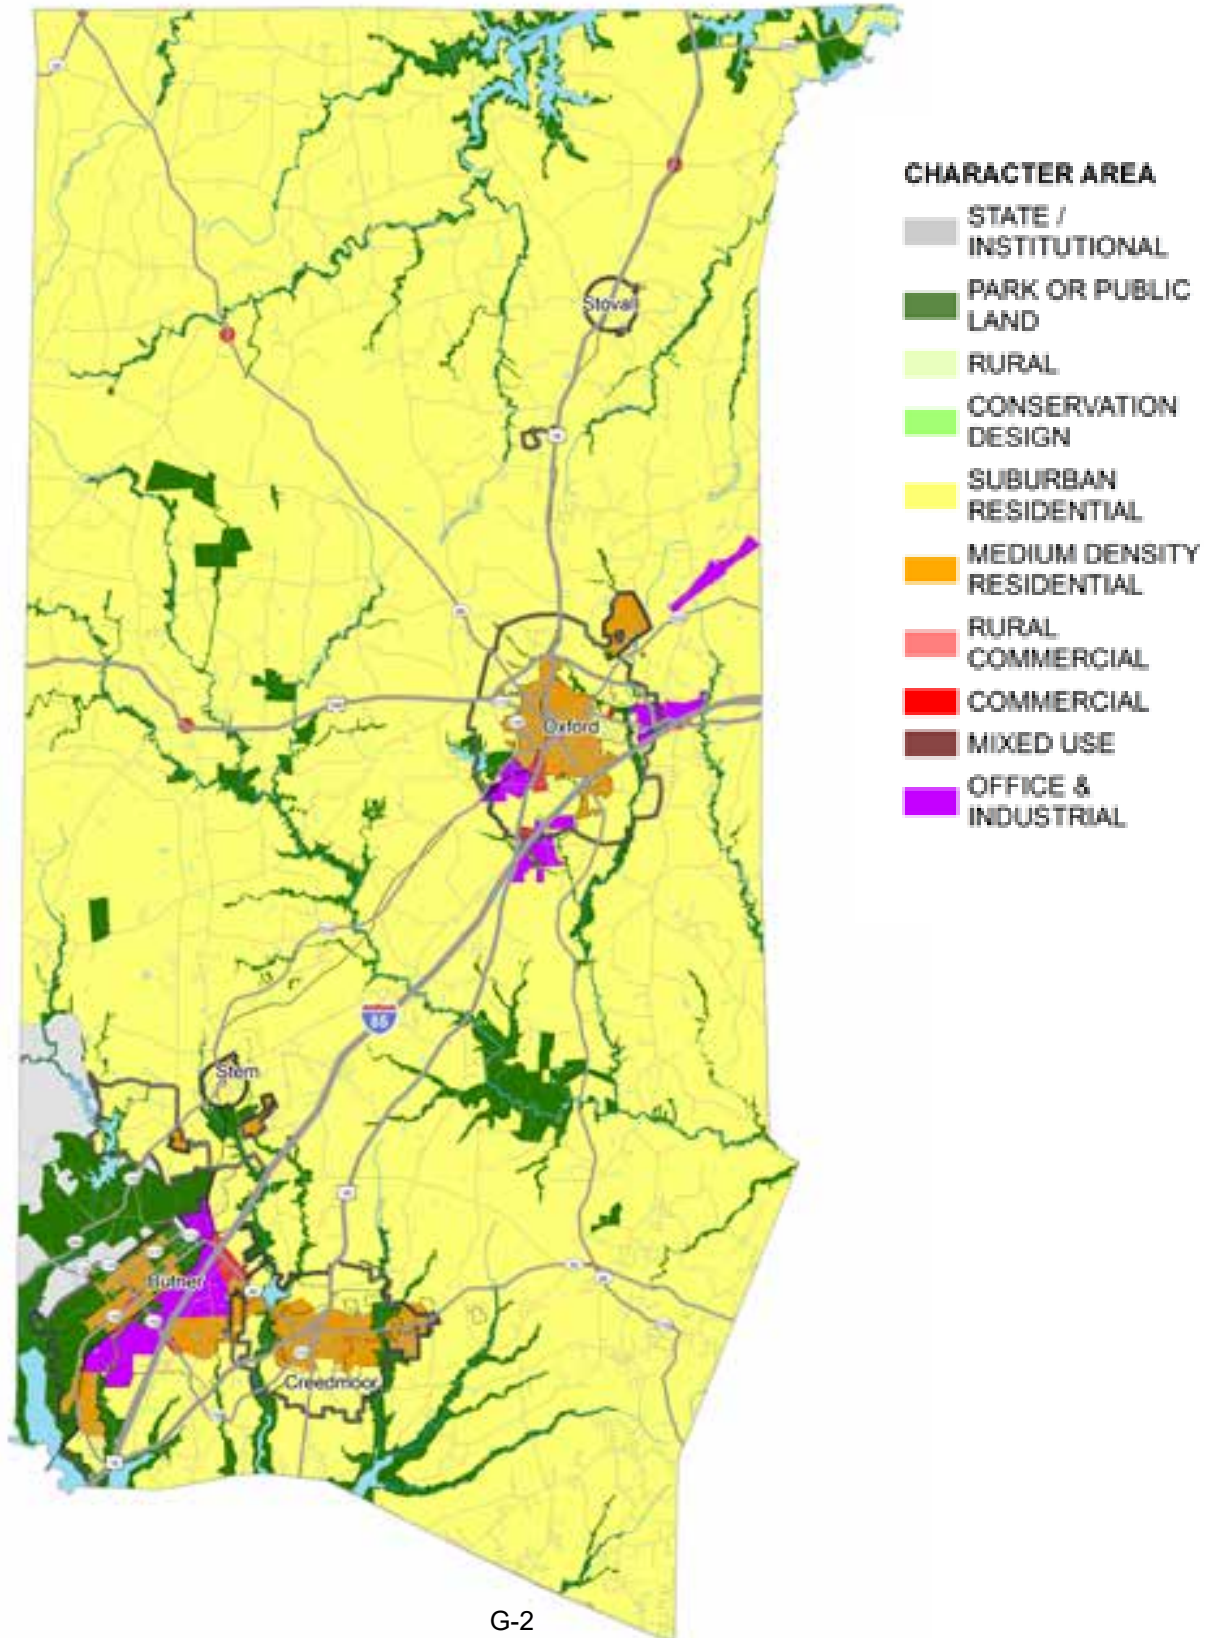 CHARACTER AREA
STATE /
INSTITUTIONAL
PARK OR PUBLIC
LAND
RURAL
CONSERVATION
DESIGN
SUBURBAN
RESIDENTIAL
MEDIUM DENSITY
RESIDENTIAL
RURAL
COMMERCIAL
COMMERCIAL
MIXED USE
OFFICE &
INDUSTRIAL
Stovall
Oxford
85
Stem
Butner
Creedmoor
G-2